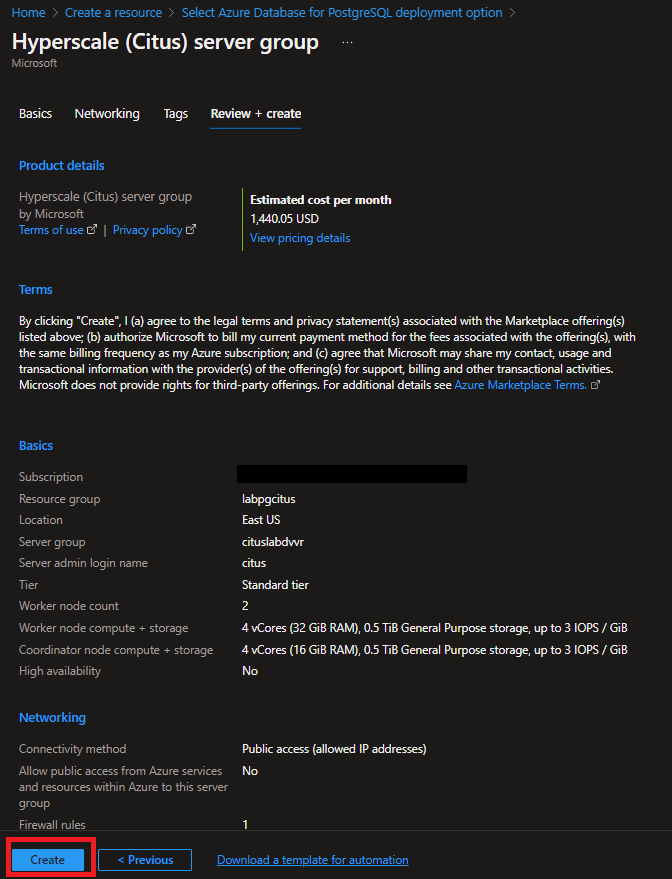 Home > Create a resource > Select Azure Database for PostgreSQL deployment option >
Hyperscale (Citus) server group ...
Microsoft
Basics Networking Tags Review + create
Product details
Hyperscale (Citus) server group
by Microsoft
Terms of use | Privacy policy
Estimated cost per month
1,440.05 USD
View pricing details
Terms
By clicking "Create", I (a) agree to the legal terms and privacy statement(s) associated with the Marketplace offering(s)
listed above; (b) authorize Microsoft to bill my current payment method for the fees associated with the offering(s), with
the same billing frequency as my Azure subscription; and (c) agree that Microsoft may share my contact, usage and
transactional information with the provider(s) of the offering(s) for support, billing and other transactional activities.
Microsoft does not provide rights for third-party offerings. For additional details see Azure Marketplace Terms.
Basics
Subscription
Resource group labpgcitus
Location East US
Server group cituslabdvvr
Server admin login name citus
Tier Standard tier
Worker node count 2
Worker node compute + storage 4 vCores (32 GiB RAM), 0.5 TiB General Purpose storage, up to 3 IOPS / GiB
Coordinator node compute + storage 4 vCores (16 GiB RAM), 0.5 TiB General Purpose storage, up to 3 IOPS / GiB
High availability No
Networking
Connectivity method Public access (allowed IP addresses)
Allow public access from Azure services No
and resources within Azure to this server
group
Firewall rules 1
Create < Previous Download a template for automation